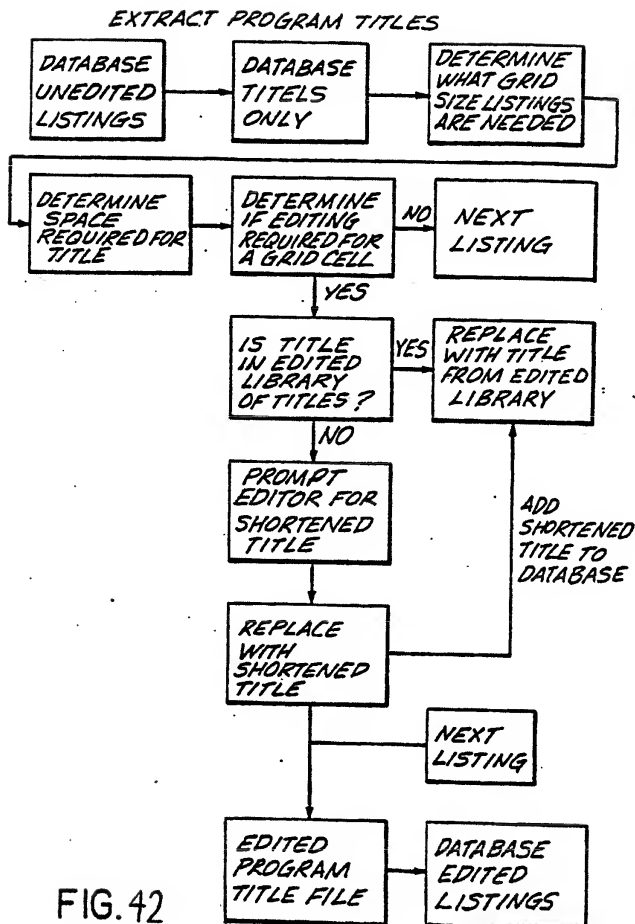 EXTRACT PROGRAM TITLES
DATABASE
UNEDITED
LISTINGS
DATABASE
TITELS
ONLY
DETERMINE
WHAT GRID
SIZE LISTINGS
ARE NEEDED
DETERMINE
SPACE
REQUIRED FOR
TITLE
DETERMINE
IF EDITING
REQUIRED FOR
A GRID CELL
NO
NEXT
LISTING
YES
IS TITLE
IN EDITED
LIBRARY
OF TITLES?
YES
REPLACE
WITH TITLE
FROM EDITED
LIBRARY
NO
PROMPT
EDITOR FOR
SHORTENED
TITLE
ADD
SHORTENED
TITLE TO
DATABASE
REPLACE
WITH
SHORTENED
TITLE
NEXT
LISTING
EDITED
PROGRAM
TITLE FILE
DATABASE
EDITED
LISTINGS
FIG. 42